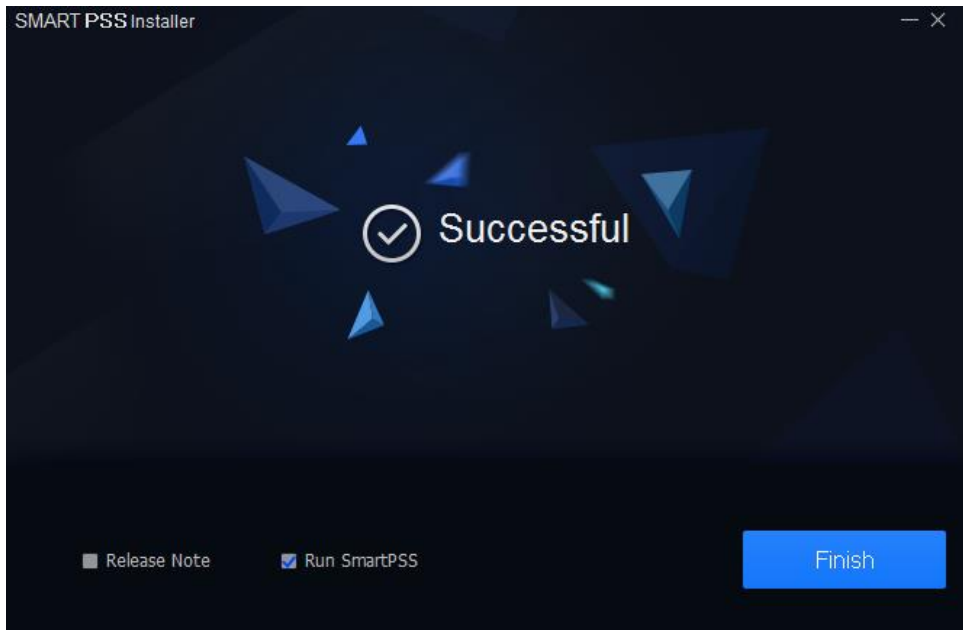 SMART PSS Installer
Successful
Release Note
Run SmartPSS
Finish